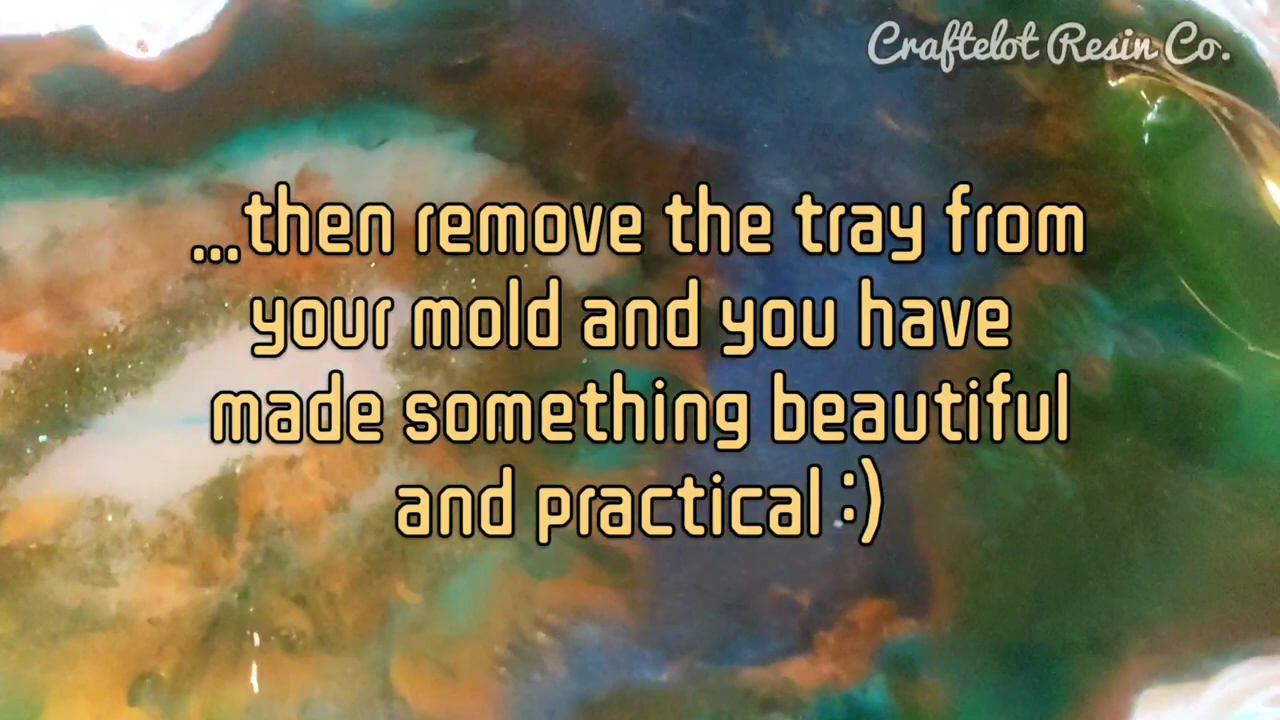 Craftelot Resin Co.
...then remove the tray from
your mold and you have
made something beautiful
and practical :)